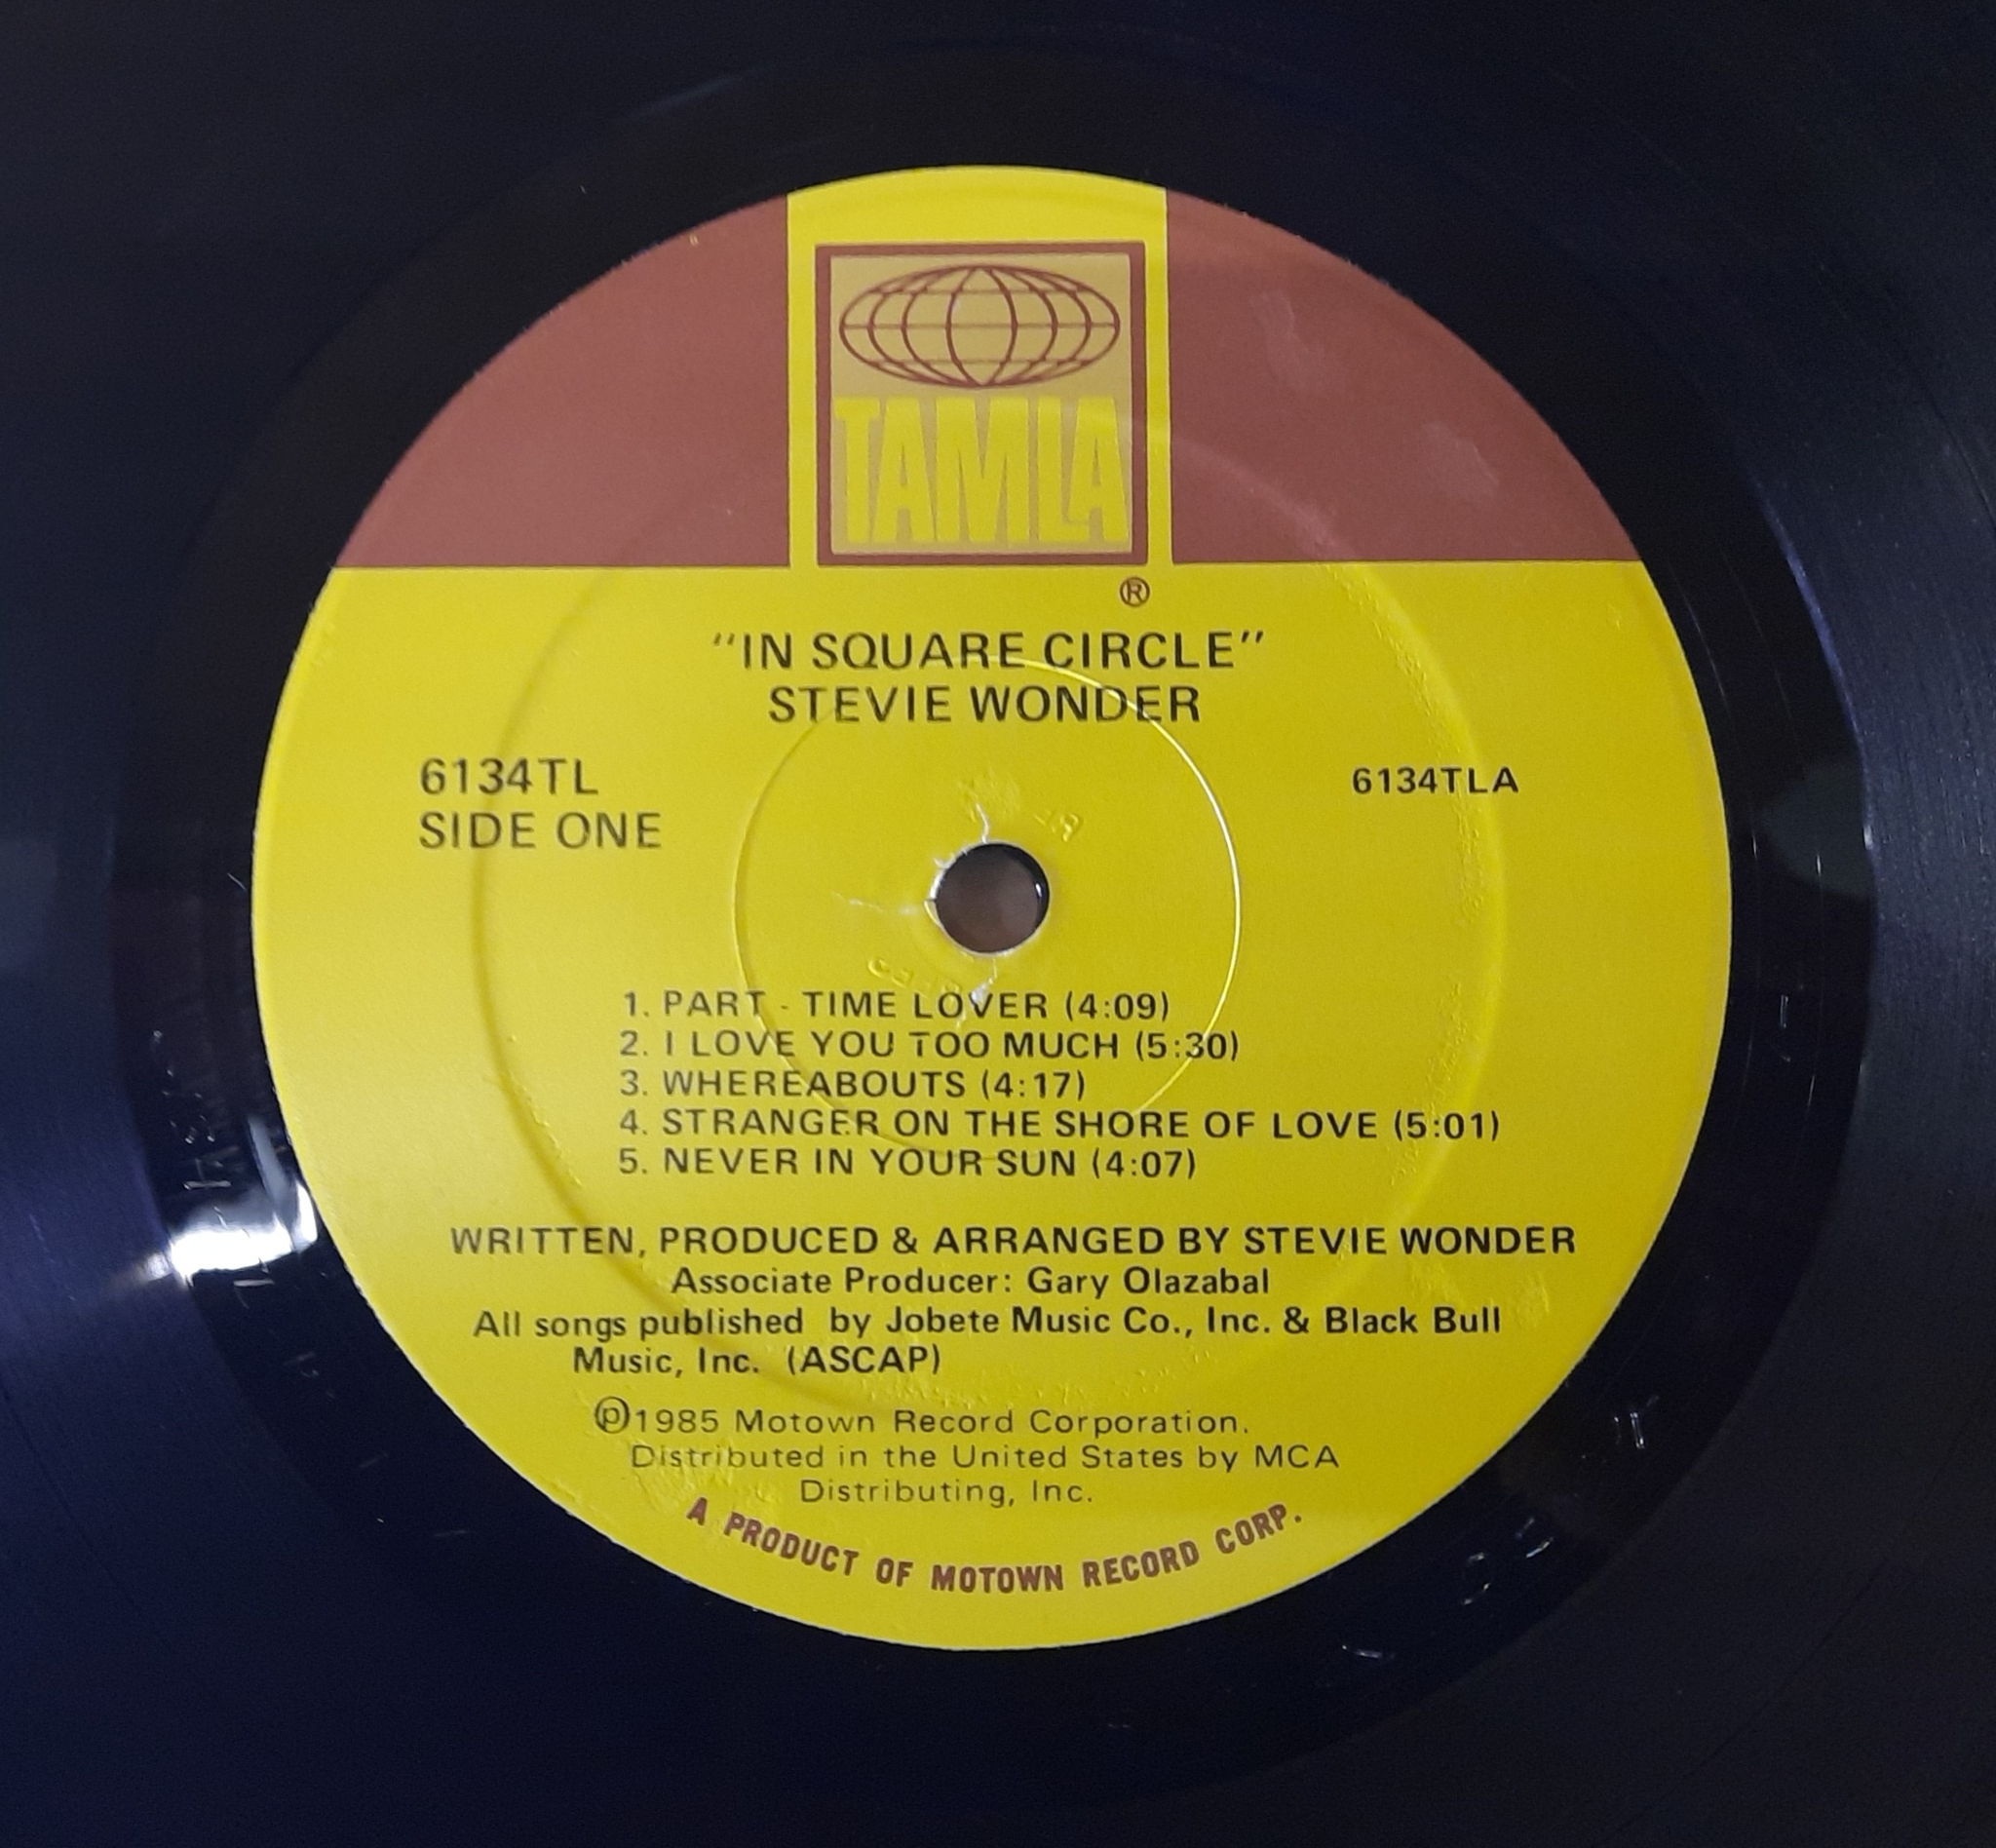 TAMLA
®
"IN SQUARE CIRCLE"
STEVIE WONDER
6134TL
SIDE ONE
6134TLA
1. PART - TIME LOVER (4:09)
2. I LOVE YOU TOO MUCH (5:30)
3. WHEREABOUTS (4:17)
4. STRANGER ON THE SHORE OF LOVE (5:01)
5. NEVER IN YOUR SUN (4:07)
WRITTEN, PRODUCED & ARRANGED BY STEVIE WONDER
Associate Producer: Gary Olazabal
All songs published by Jobete Music Co., Inc. & Black Bull
Music, Inc. (ASCAP)
℗1985 Motown Record Corporation.
Distributed in the United States by MCA
Distributing, Inc.
A PRODUCT OF MOTOWN RECORD CORP.